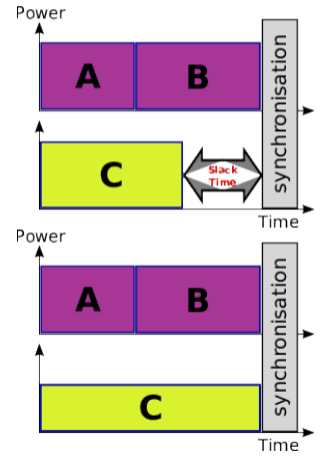 Power
A
B
synchronisation
C
Slack
Time
Time
Power
A
B
synchronisation
C
Time